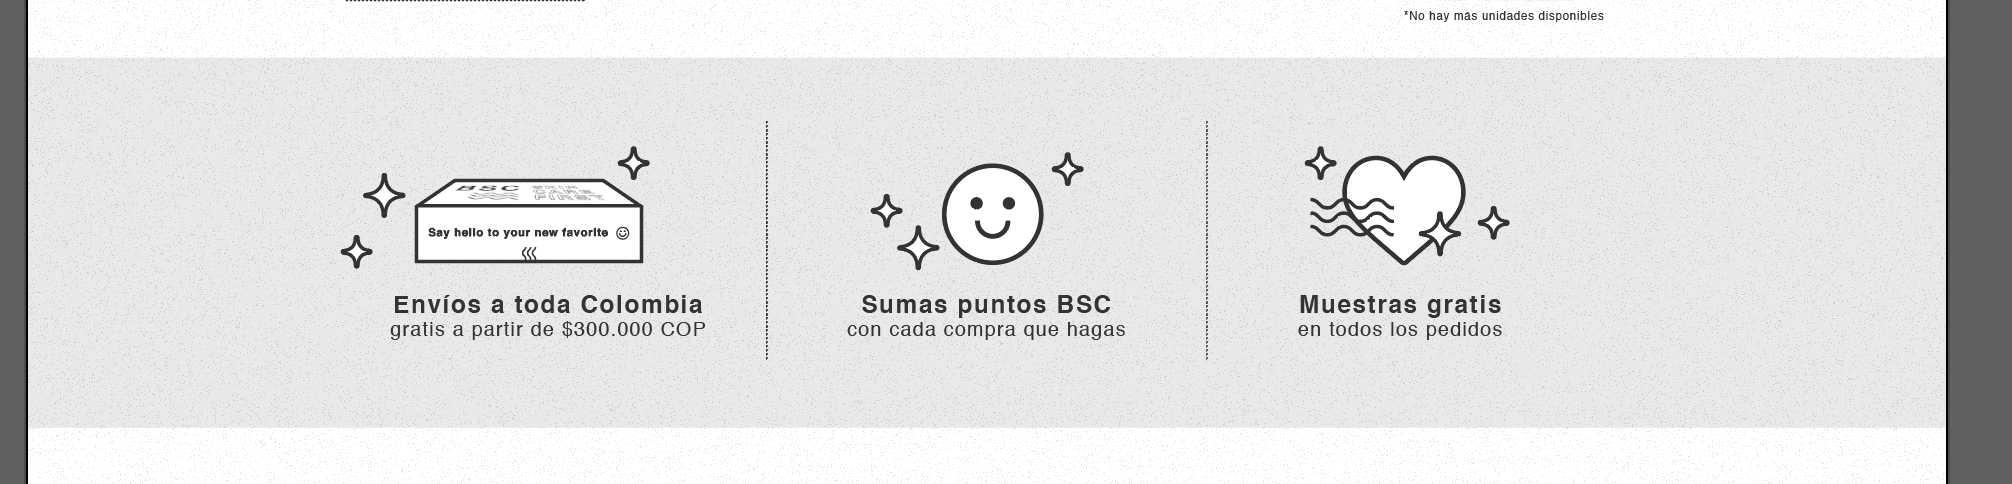 *No hay más unidades disponibles
BSC SKIN
CARE
FIRST
Say hello to your new favorite
Envíos a toda Colombia
gratis a partir de $300.000 COP
Sumas puntos BSC
con cada compra que hagas
Muestras gratis
en todos los pedidos